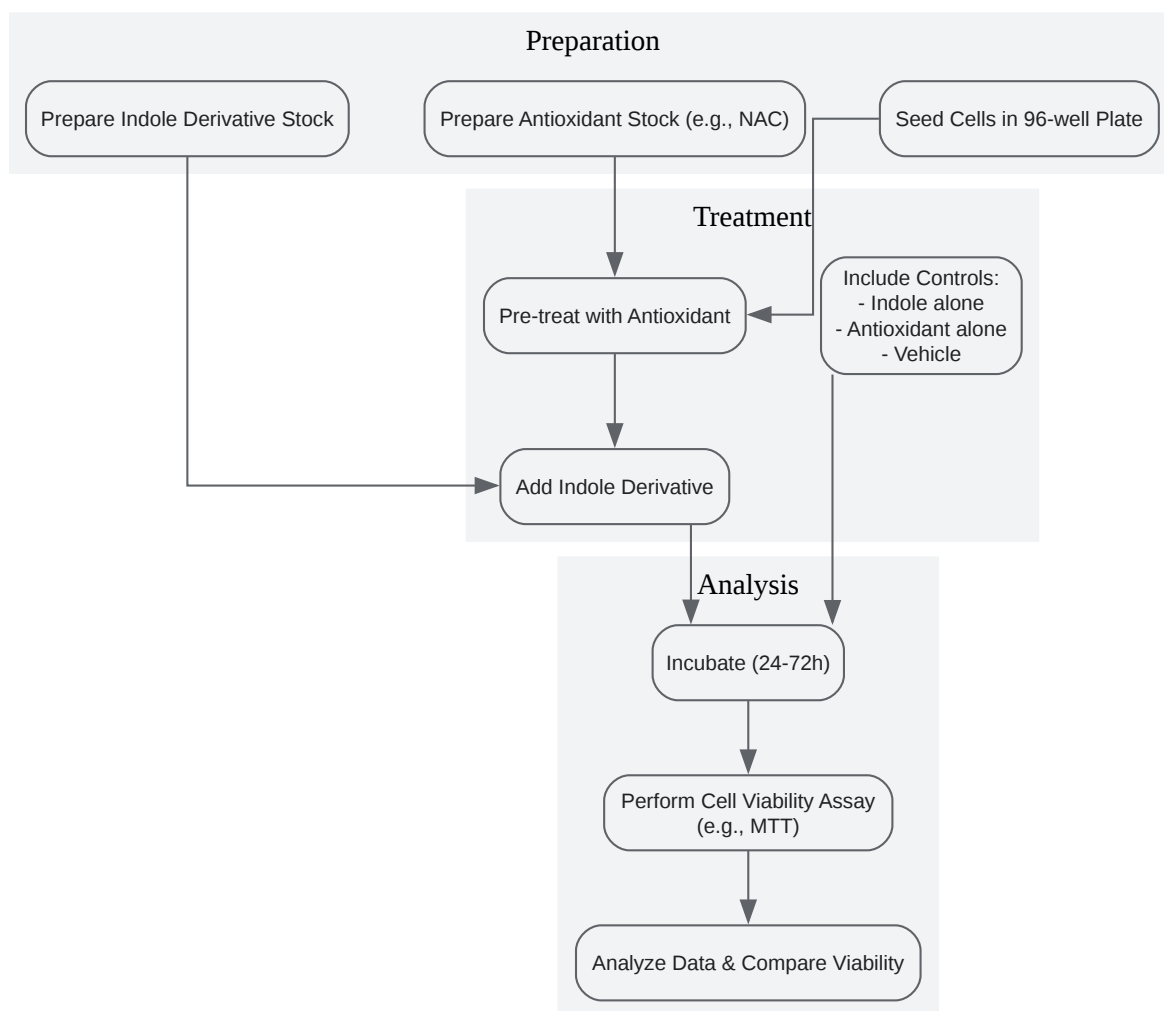 Preparation
Prepare Indole Derivative Stock
Prepare Antioxidant Stock (e.g., NAC)
Seed Cells in 96-well Plate
Treatment
Include Controls:
- Indole alone
- Antioxidant alone
- Vehicle
Pre-treat with Antioxidant
Add Indole Derivative
Analysis
Incubate (24-72h)
Perform Cell Viability Assay
(e.g., MTT)
Analyze Data & Compare Viability